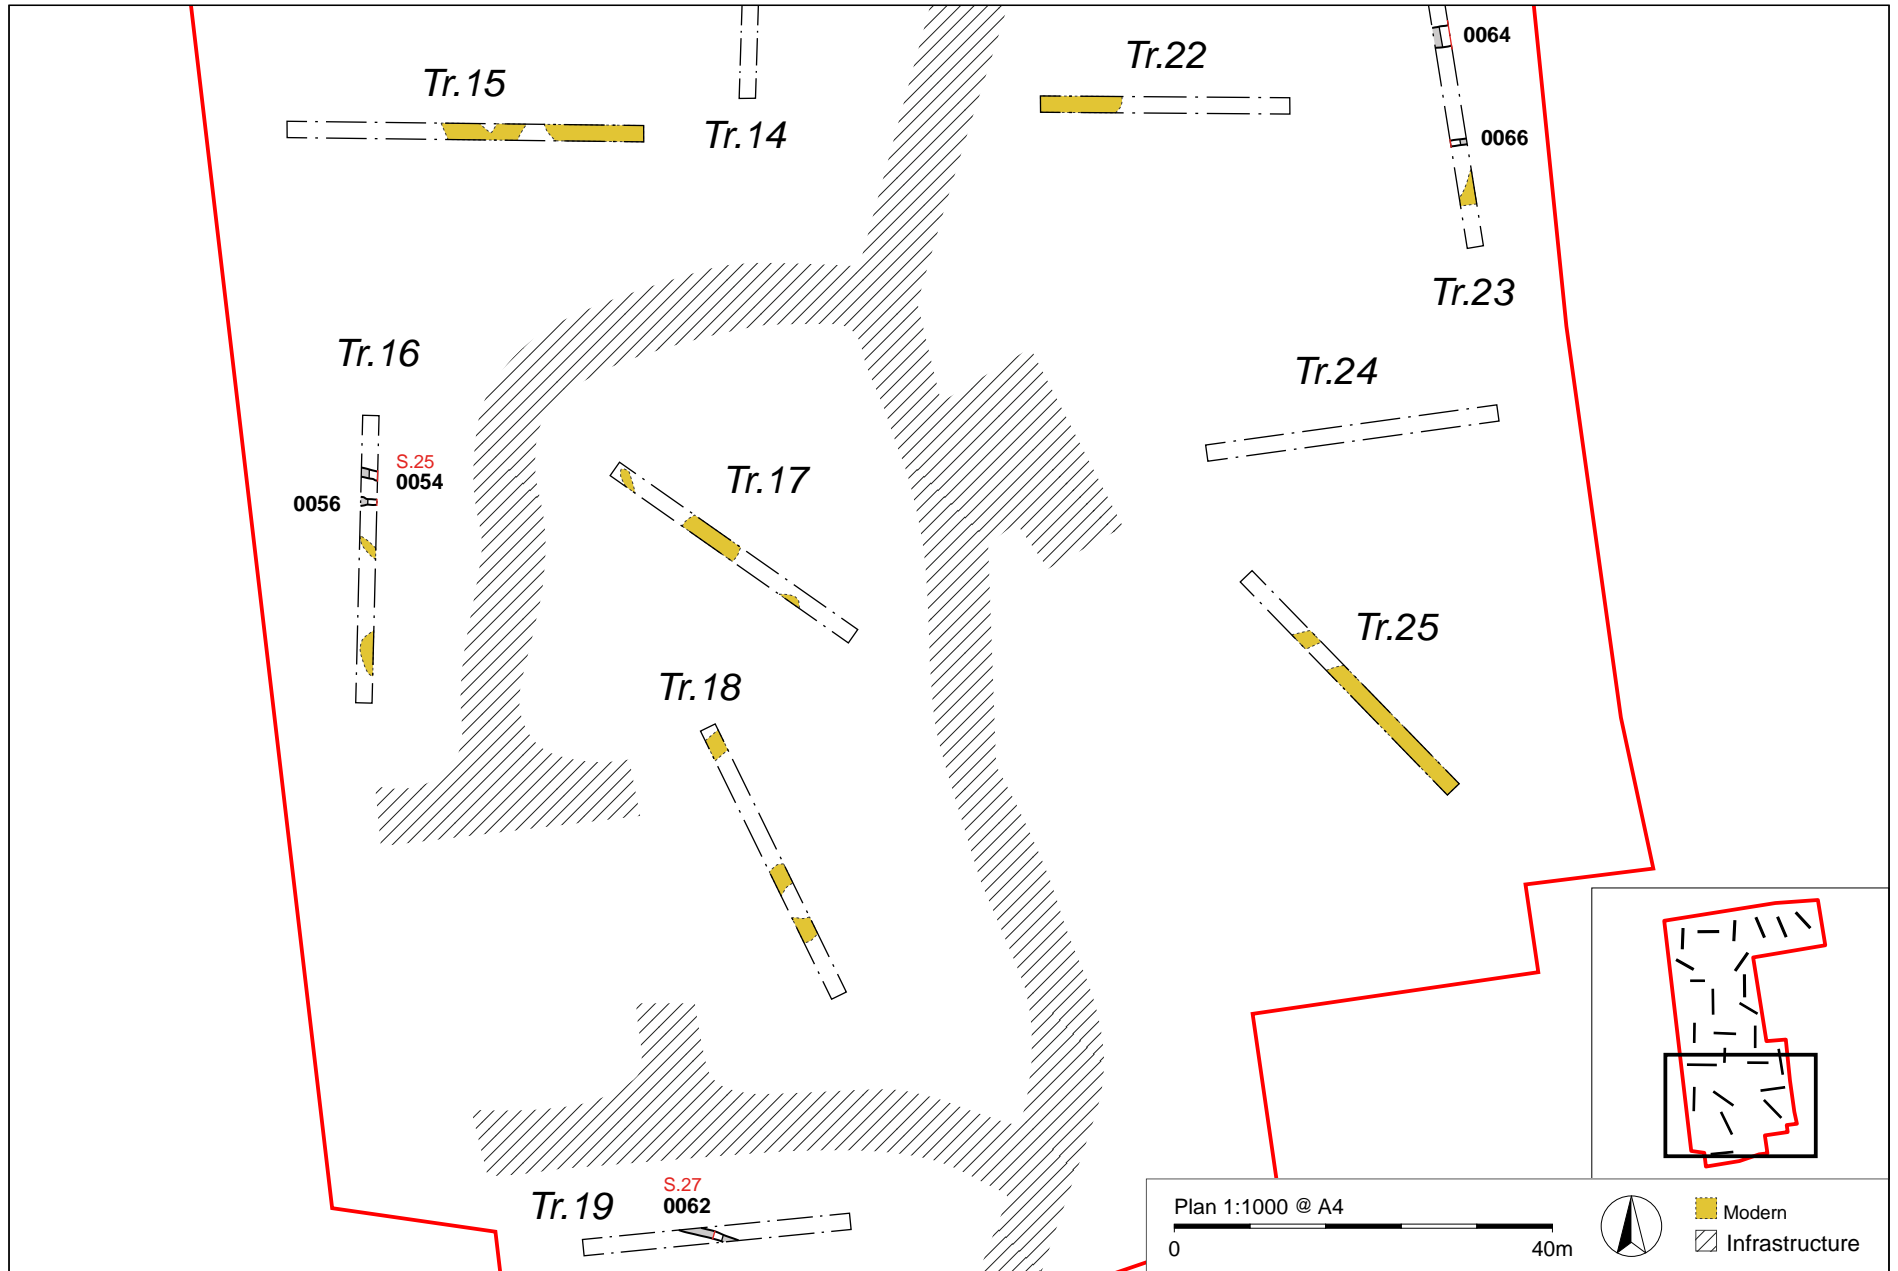 0064
Tr.22
Tr.15
Tr.14
0066
Tr.23
Tr.16
Tr.24
S.25
0054
0056
Tr.17
Tr.25
Tr.18
S.27
0062
Tr.19
Plan 1:1000 @ A4
0 40m
Modern
Infrastructure